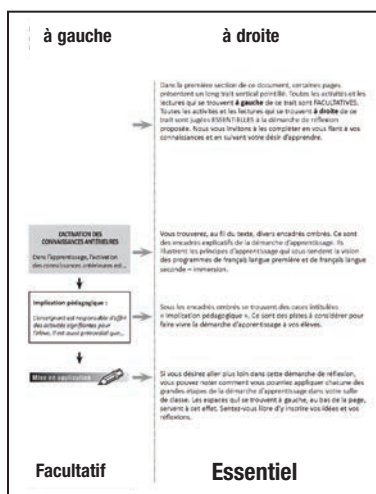 à gauche
à droite
Dans la première section de ce document, certaines pages
présentent un long trait vertical pointillé. Toutes les activités et les
lectures qui se trouvent à gauche de ce trait sont FACULTATIVES.
Toutes les activités et les lectures qui se trouvent à droite de ce
trait sont jugées ESSENTIELLES à la démarche de réflexion
proposée. Nous vous invitons à les compléter en vous fiant à vos
connaissances et en suivant votre désir d'apprendre.
L'ACTIVATION DES
CONNAISSANCES ANTÉRIEURES
Dans l'apprentissage, l'activation
des connaissances antérieures est...
Vous trouverez, au fil du texte, divers encadrés ombrés. Ce sont
des encadrés explicatifs de la démarche d'apprentissage. Ils
illustrent les principes d'apprentissage qui sous-tendent la vision
des programmes de français langue première et de français langue
seconde – immersion.
Implication pédagogique :
L'enseignant est responsable d'offrir
des activités signifiantes pour
l'élève. Il est aussi primordial que...
Sous les encadrés ombrés se trouvent des cases intitulées
« Implication pédagogique ». Ce sont des pistes à considérer pour
faire vivre la démarche d'apprentissage à vos élèves.
Mise en application
Si vous désirez aller plus loin dans cette démarche de réflexion,
vous pouvez noter comment vous pourriez appliquer chacune des
grandes étapes de la démarche d'apprentissage dans votre salle
de classe. Les espaces qui se trouvent à gauche, au bas de la page,
servent à cet effet. Sentez-vous libre d'y inscrire vos idées et vos
réflexions.
Facultatif
Essentiel